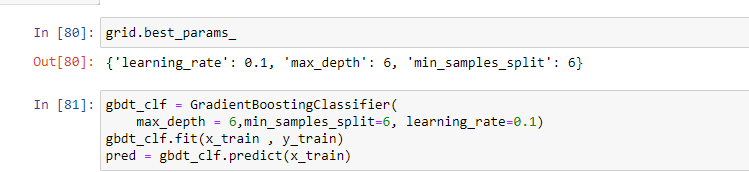 In [80]: grid.best_params_
Out[80]: {'learning_rate': 0.1, 'max_depth': 6, 'min_samples_split': 6}
In [81]: gbdt_clf = GradientBoostingClassifier(
max_depth = 6,min_samples_split=6, learning_rate=0.1)
gbdt_clf.fit(x_train , y_train)
pred = gbdt_clf.predict(x_train)